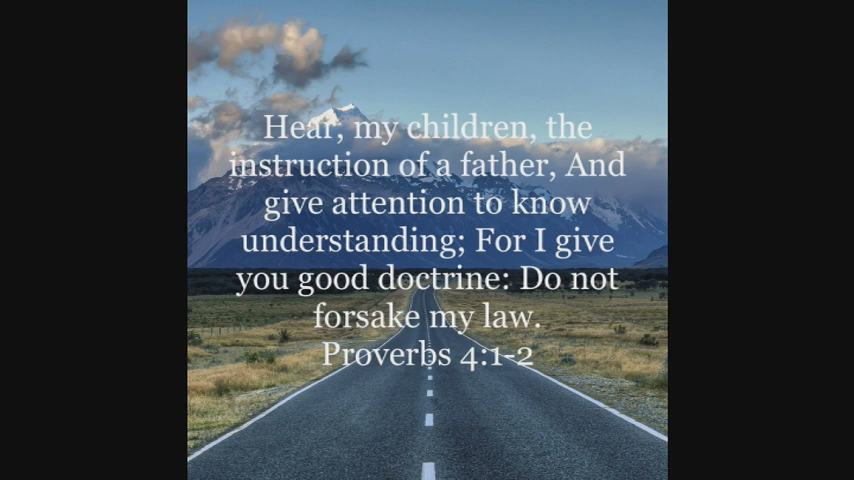 Hear, my children, the
instruction of a father, And
give attention to know
understanding; For I give
you good doctrine: Do not
forsake my law.
Proverbs 4:1-2